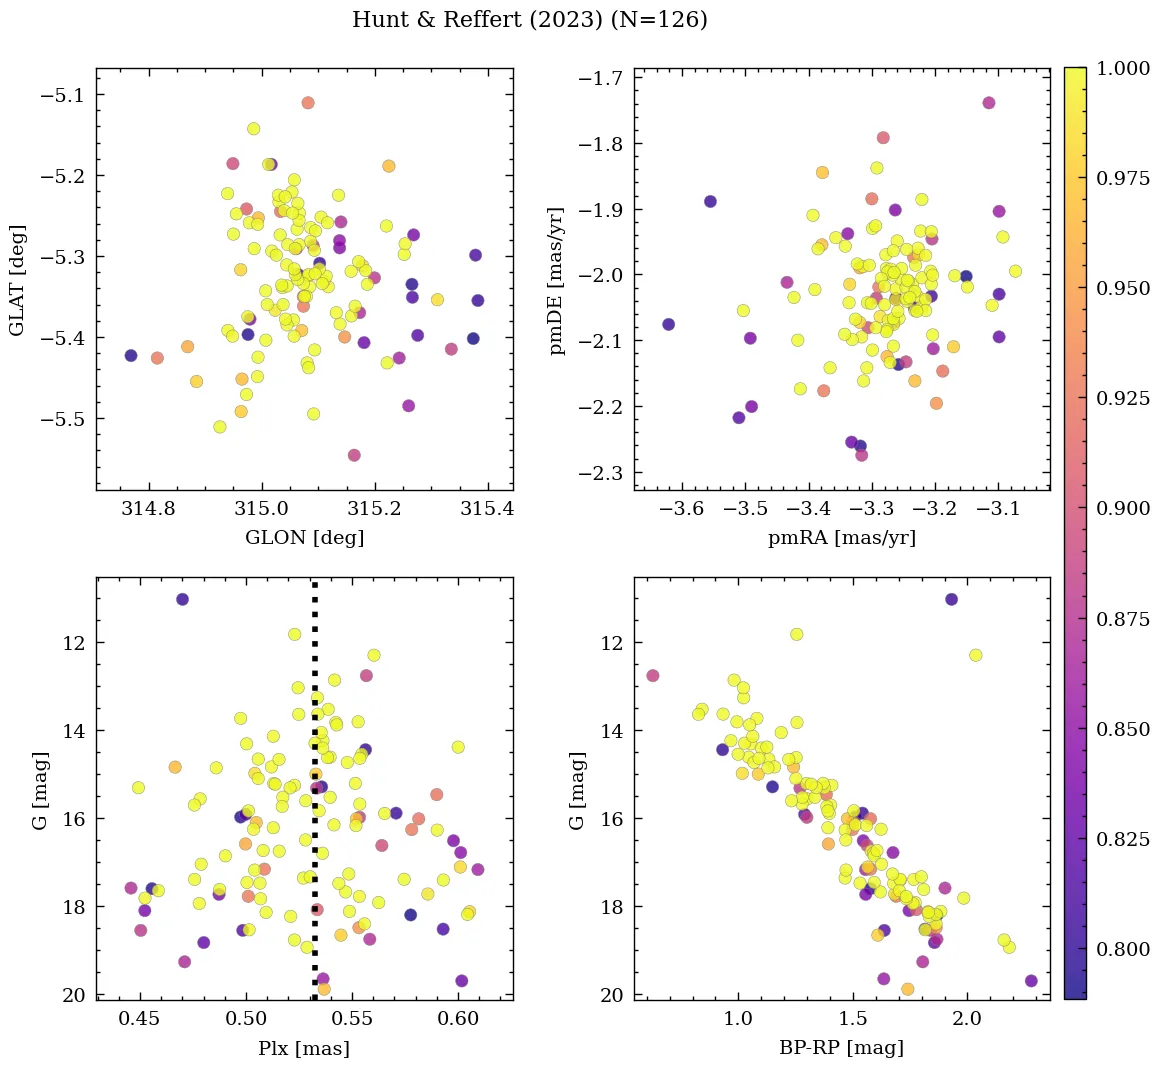 Hunt & Reffert (2023) (N=126)
−5.1
−5.2
−5.3
−5.4
−5.5
GLAT [deg]
314.8 315.0 315.2 315.4
GLON [deg]
−1.7
−1.8
−1.9
−2.0
−2.1
−2.2
−2.3
pmDE [mas/yr]
−3.6 −3.5 −3.4 −3.3 −3.2 −3.1
pmRA [mas/yr]
12
14
16
18
20
G [mag]
0.45 0.50 0.55 0.60
Plx [mas]
12
14
16
18
20
G [mag]
1.0 1.5 2.0
BP-RP [mag]
1.000
0.975
0.950
0.925
0.900
0.875
0.850
0.825
0.800